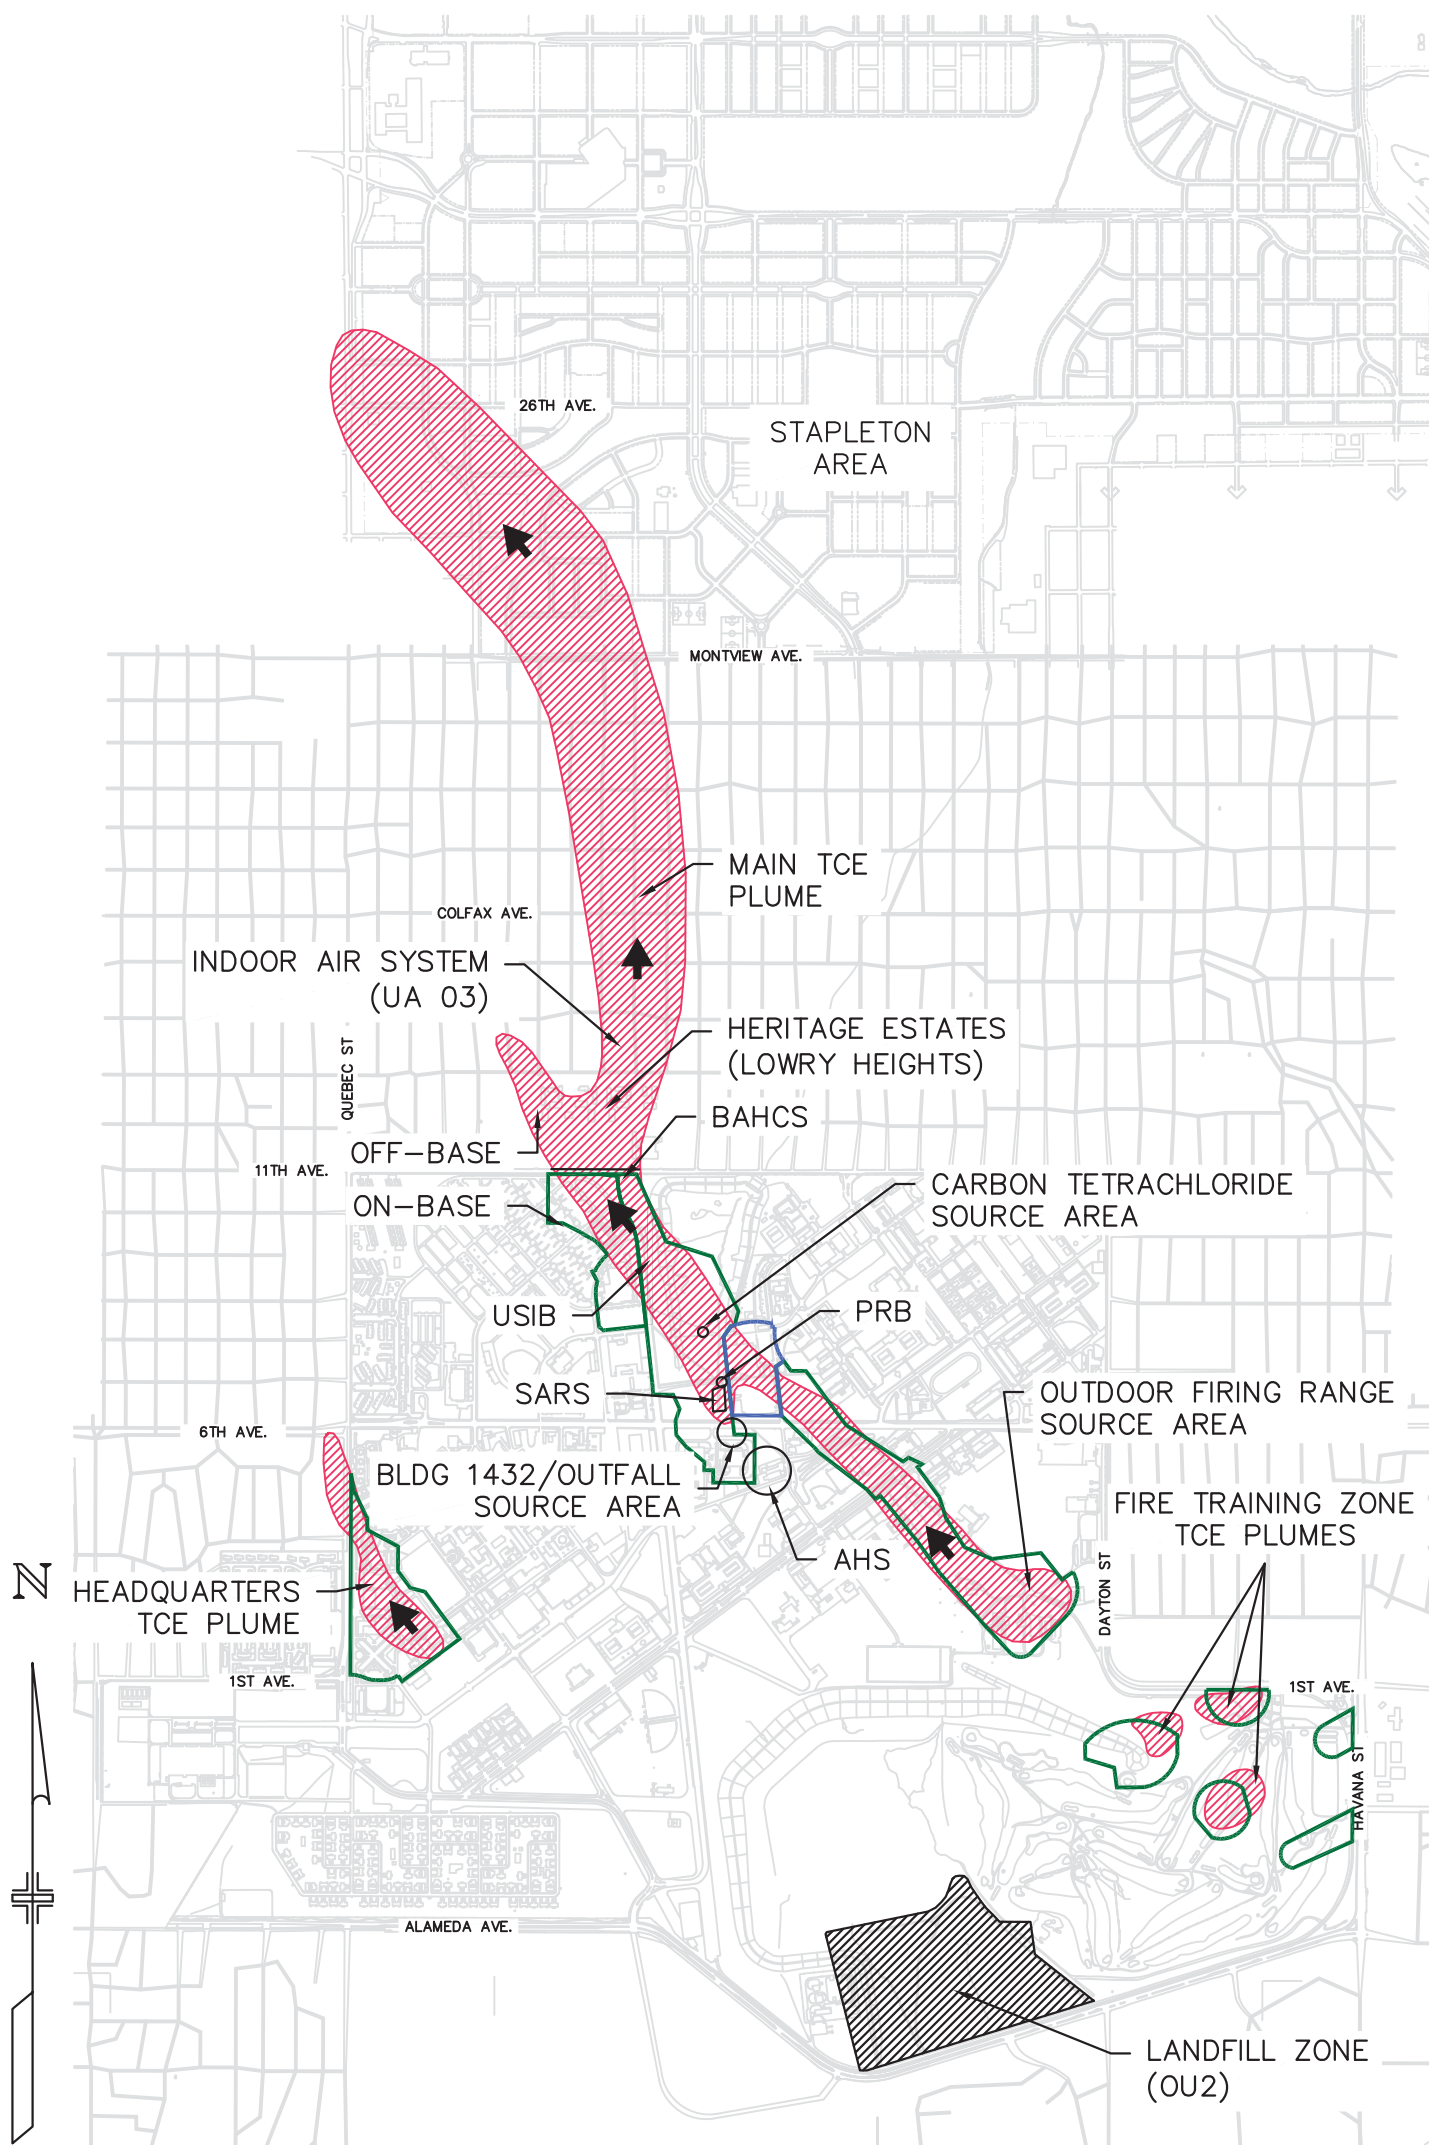 26TH AVE.
STAPLETON
AREA
MONTVIEW AVE.
MAIN TCE
PLUME
COLFAX AVE.
INDOOR AIR SYSTEM
(UA 03)
HERITAGE ESTATES
(LOWRY HEIGHTS)
QUEBEC ST
BAHCS
OFF-BASE
11TH AVE.
CARBON TETRACHLORIDE
SOURCE AREA
ON-BASE
USIB
PRB
SARS
OUTDOOR FIRING RANGE
SOURCE AREA
6TH AVE.
BLDG 1432/OUTFALL
SOURCE AREA
FIRE TRAINING ZONE
TCE PLUMES
AHS
DAYTON ST
N
HEADQUARTERS
TCE PLUME
1ST AVE.
1ST AVE.
HAVANA ST
ALAMEDA AVE.
LANDFILL ZONE
(OU2)